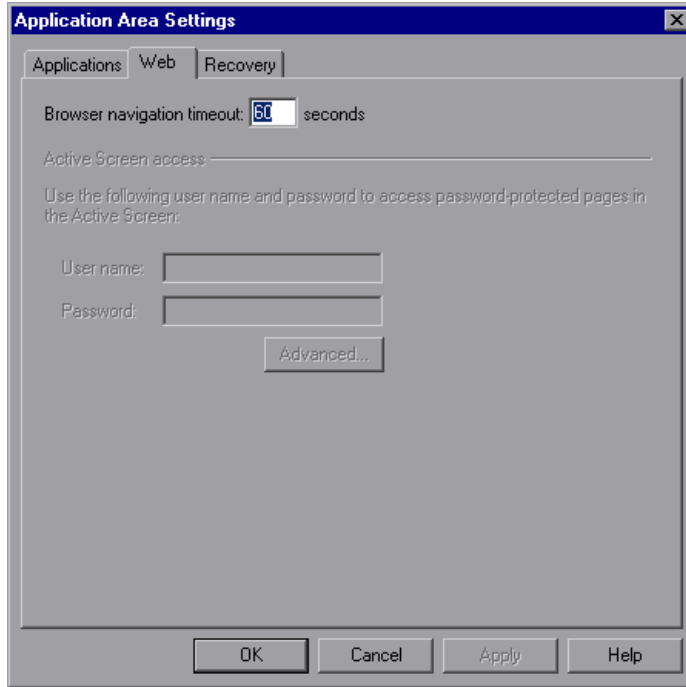 Application Area Settings
Applications Web Recovery
Browser navigation timeout: 60 seconds
Active Screen access
Use the following user name and password to access password-protected pages in
the Active Screen:
User name:
Password:
Advanced...
OK Cancel Apply Help